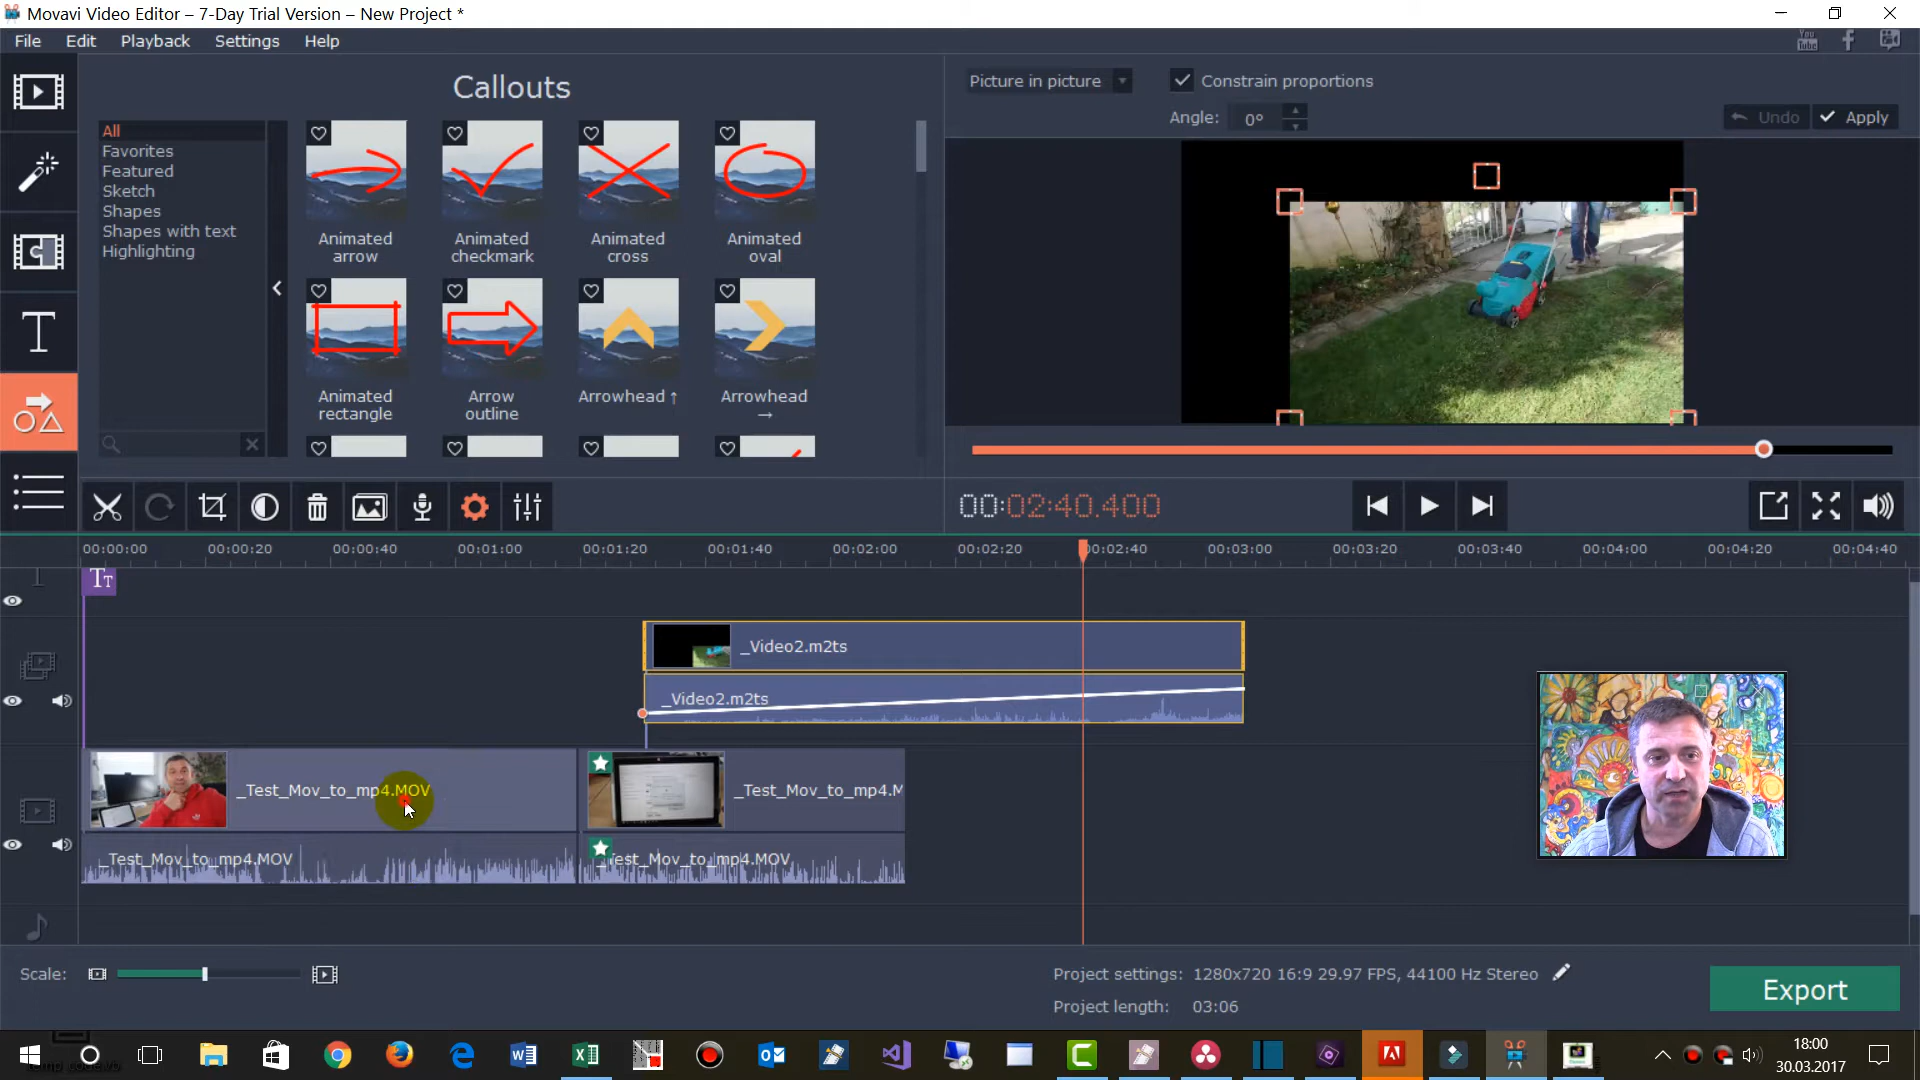 Movavi Video Editor – 7-Day Trial Version – New Project *
File Edit Playback Settings Help
You Tube
Callouts
All
Favorites
Featured
Sketch
Shapes
Shapes with text
Highlighting
Animated arrow
Animated checkmark
Animated cross
Animated oval
Animated rectangle
Arrow outline
Arrowhead ↑
Arrowhead →
Picture in picture
Constrain proportions
Angle: 0°
Undo
Apply
00:02:40.400
00:00:00 00:00:20 00:00:40 00:01:00 00:01:20 00:01:40 00:02:00 00:02:20 00:02:40 00:03:00 00:03:20 00:03:40 00:04:00 00:04:20 00:04:40
_Video2.m2ts
_Video2.m2ts
_Test_Mov_to_mp4.MOV
_Test_Mov_to_mp4.M
_Test_Mov_to_mp4.MOV
_Test_Mov_to_mp4.MOV
Scale:
Project settings: 1280x720 16:9 29.97 FPS, 44100 Hz Stereo
Project length: 03:06
Export
18:00
30.03.2017